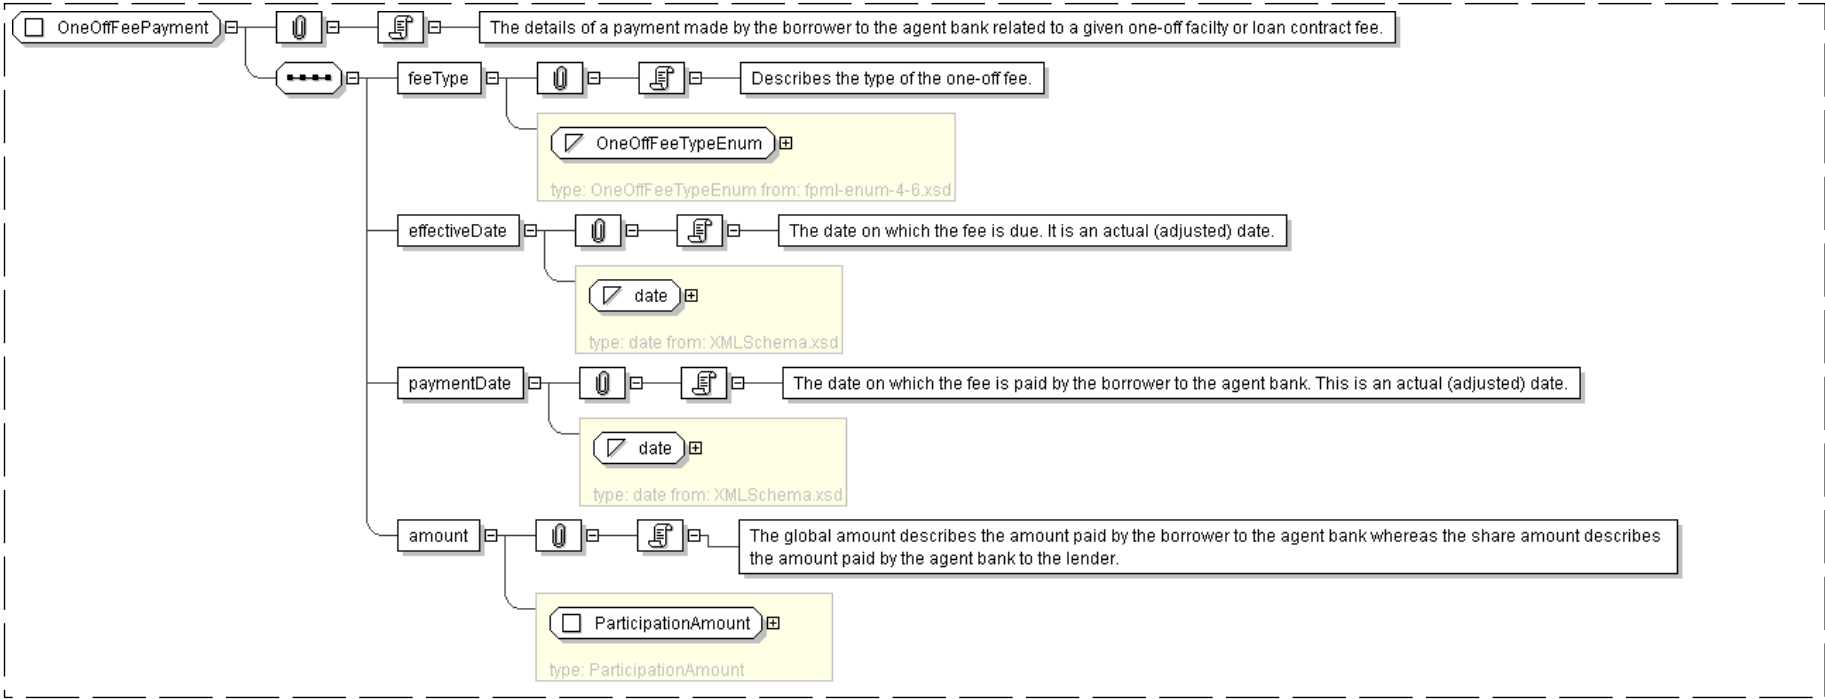 OneOffFeePayment
The details of a payment made by the borrower to the agent bank related to a given one-off facility or loan contract fee.
feeType
Describes the type of the one-off fee.
OneOffFeeTypeEnum
type: OneOffFeeTypeEnum from: fpml-enum-4-6.xsd
effectiveDate
The date on which the fee is due. It is an actual (adjusted) date.
date
type: date from: XMLSchema.xsd
paymentDate
The date on which the fee is paid by the borrower to the agent bank. This is an actual (adjusted) date.
date
type: date from: XMLSchema.xsd
amount
The global amount describes the amount paid by the borrower to the agent bank whereas the share amount describes
the amount paid by the agent bank to the lender.
ParticipationAmount
type: ParticipationAmount